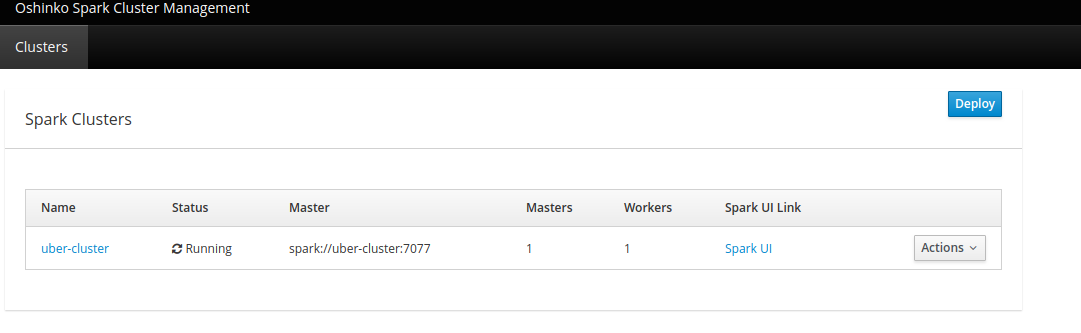 Oshinko Spark Cluster Management
Clusters
Deploy
Spark Clusters
Name Status Master Masters Workers Spark UI Link
uber-cluster Running spark://uber-cluster:7077 1 1 Spark UI Actions